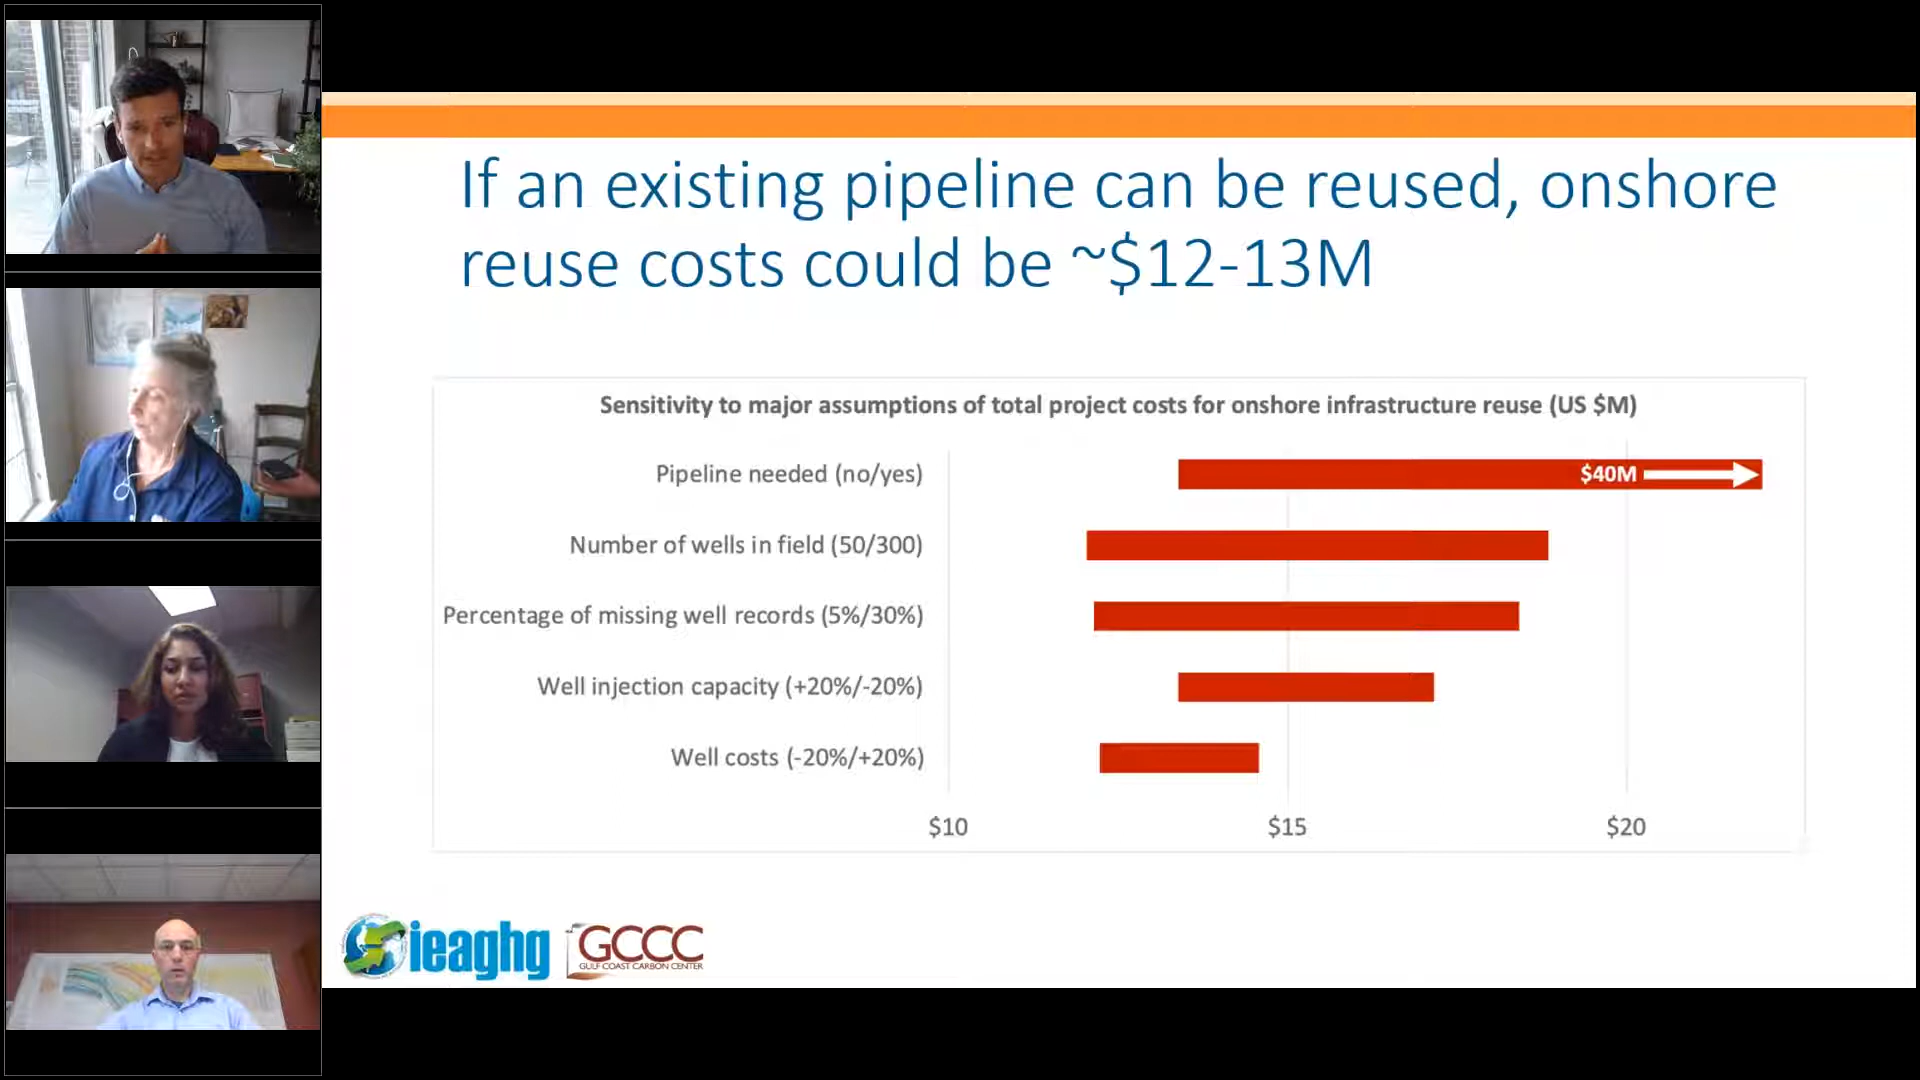 If an existing pipeline can be reused, onshore
reuse costs could be ~$12-13M
Sensitivity to major assumptions of total project costs for onshore infrastructure reuse (US $M)
Pipeline needed (no/yes)
$40M
Number of wells in field (50/300)
Percentage of missing well records (5%/30%)
Well injection capacity (+20%/-20%)
Well costs (-20%/+20%)
$10 $15 $20
ieaghg
GCCC
GULF COAST CARBON CENTER